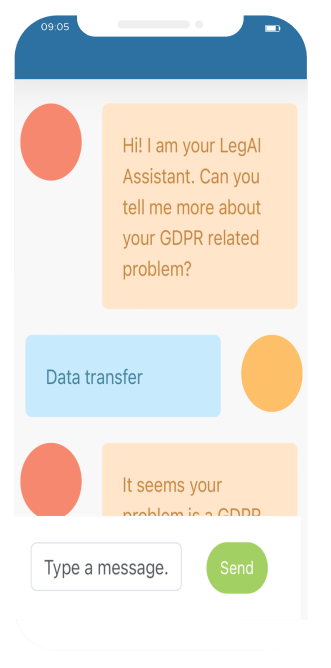 09:05
Hi! I am your LegAI
Assistant. Can you
tell me more about
your GDPR related
problem?
Data transfer
It seems your
problem is a GDPR
Type a message.
Send